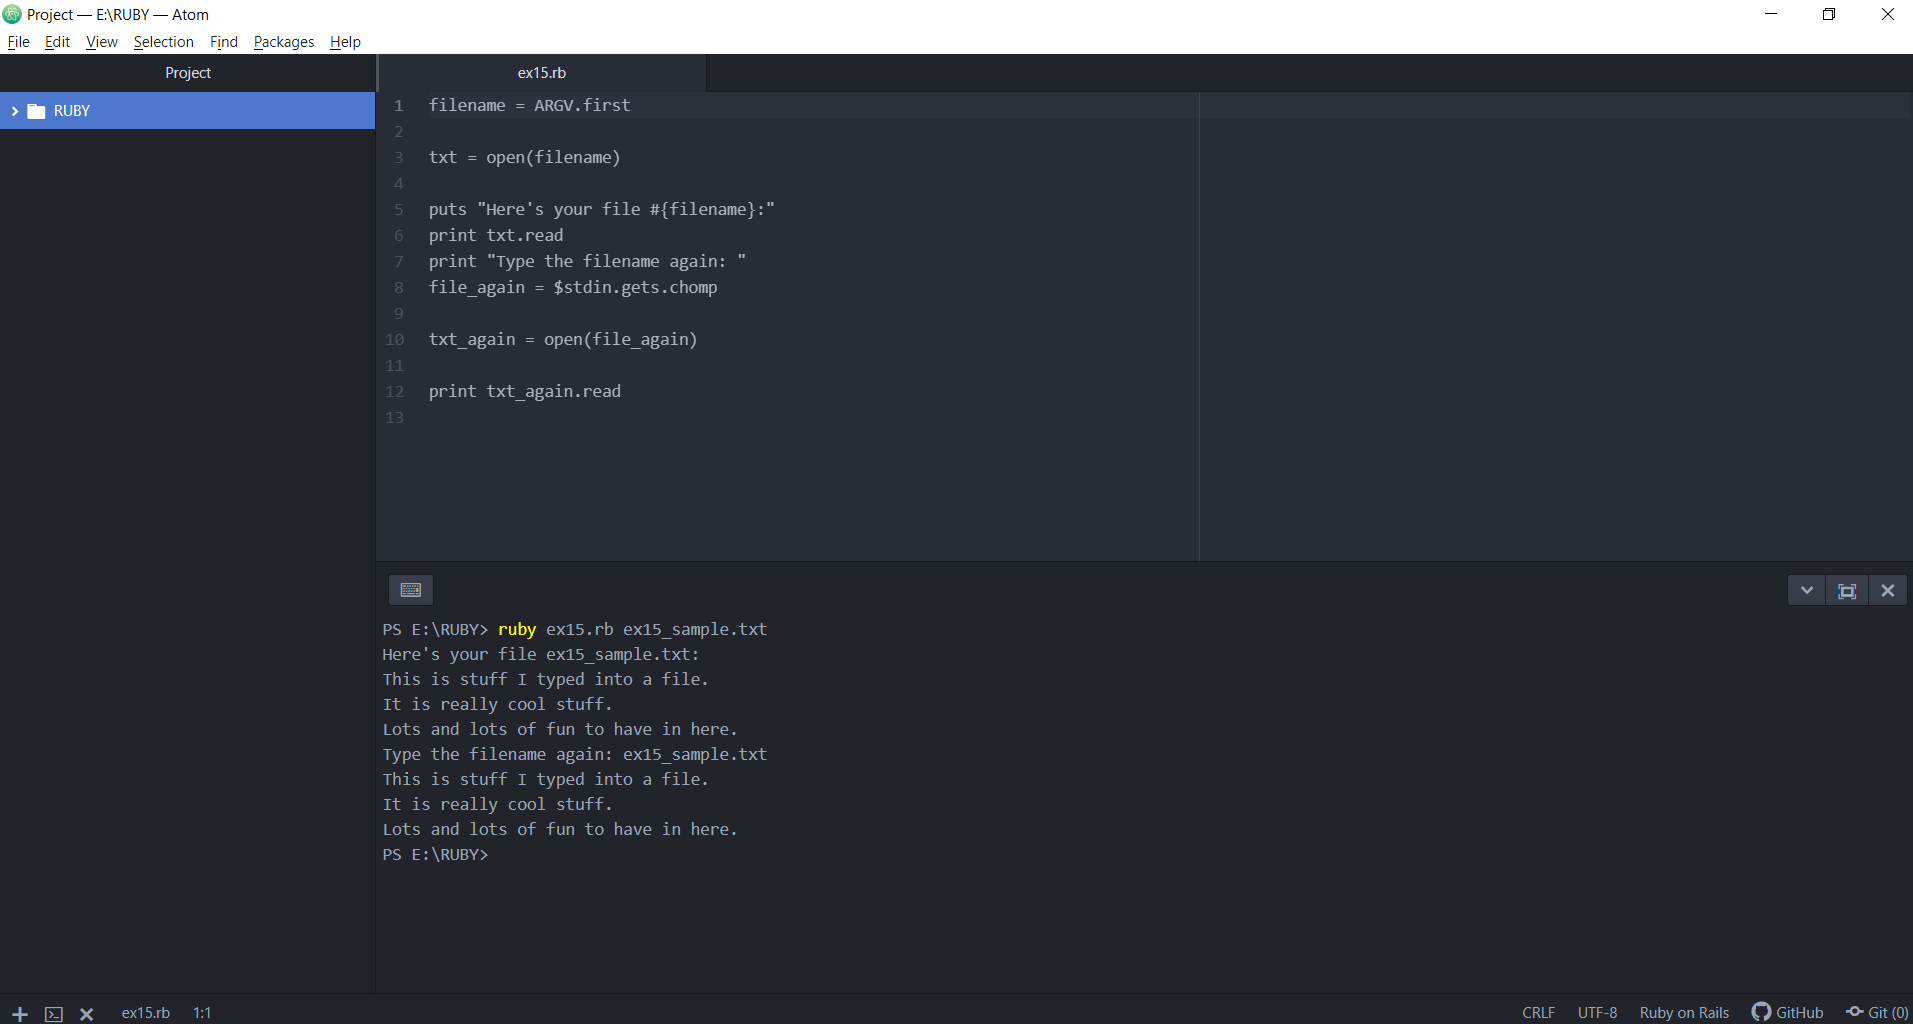 Project — E:\RUBY — Atom
File Edit View Selection Find Packages Help
Project
RUBY
ex15.rb
1 filename = ARGV.first
2
3 txt = open(filename)
4
5 puts "Here's your file #{filename}:"
6 print txt.read
7 print "Type the filename again: "
8 file_again = $stdin.gets.chomp
9
10 txt_again = open(file_again)
11
12 print txt_again.read
13
PS E:\RUBY> ruby ex15.rb ex15_sample.txt
Here's your file ex15_sample.txt:
This is stuff I typed into a file.
It is really cool stuff.
Lots and lots of fun to have in here.
Type the filename again: ex15_sample.txt
This is stuff I typed into a file.
It is really cool stuff.
Lots and lots of fun to have in here.
PS E:\RUBY>
ex15.rb 1:1 CRLF UTF-8 Ruby on Rails GitHub Git (0)